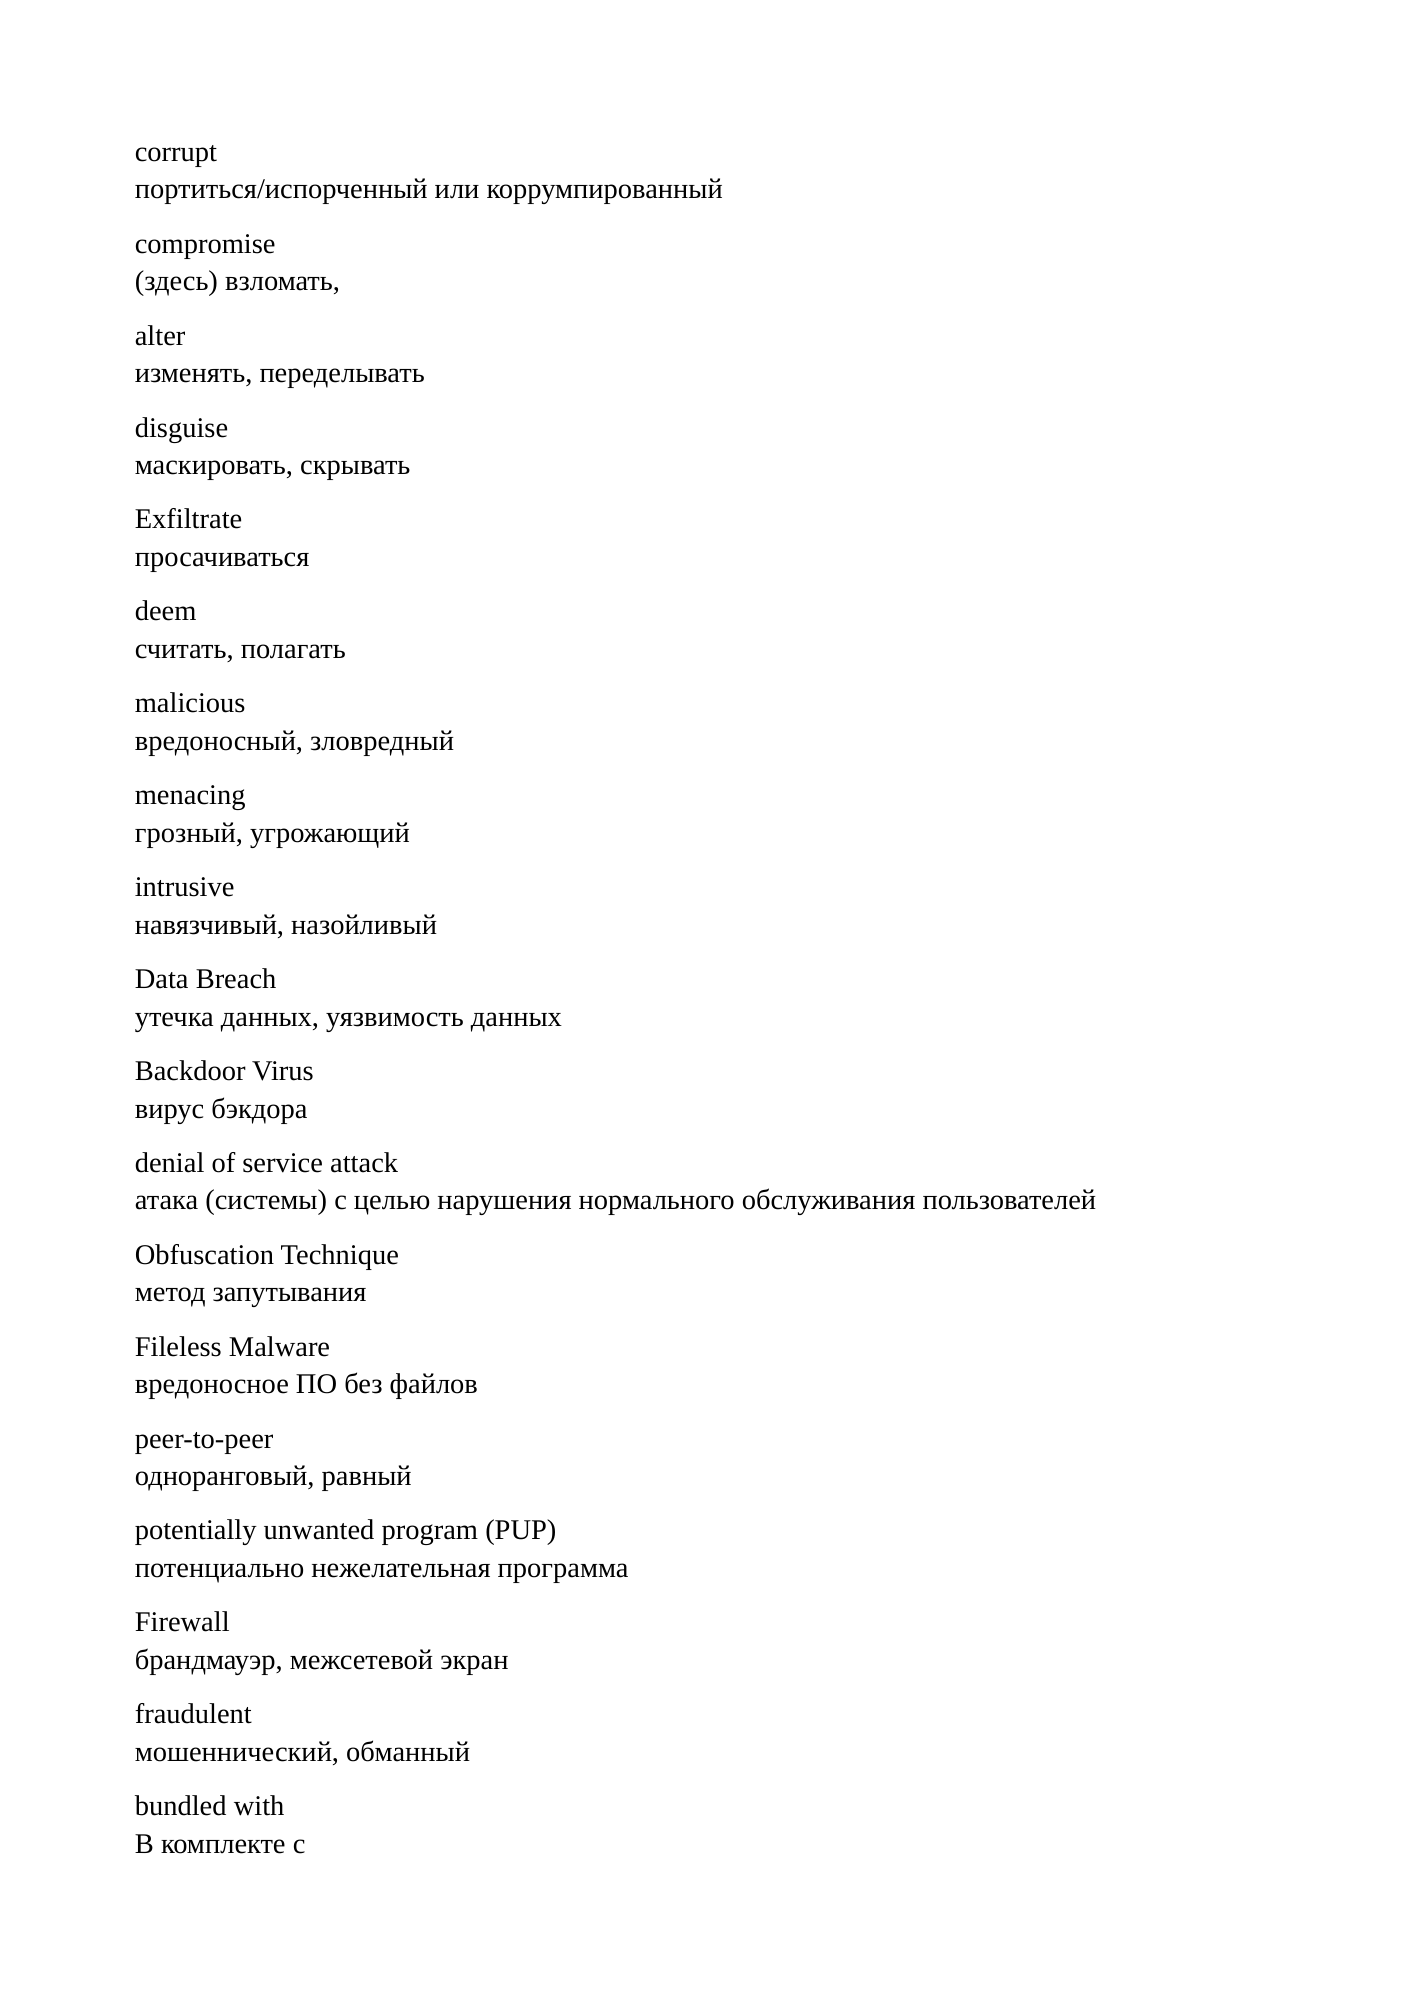 corrupt
портиться/испорченный или коррумпированный
compromise
(здесь) взломать,
alter
изменять, переделывать
disguise
маскировать, скрывать
Exfiltrate
просачиваться
deem
считать, полагать
malicious
вредоносный, зловредный
menacing
грозный, угрожающий
intrusive
навязчивый, назойливый
Data Breach
утечка данных, уязвимость данных
Backdoor Virus
вирус бэкдора
denial of service attack
атака (системы) с целью нарушения нормального обслуживания пользователей
Obfuscation Technique
метод запутывания
Fileless Malware
вредоносное ПО без файлов
peer-to-peer
одноранговый, равный
potentially unwanted program (PUP)
потенциально нежелательная программа
Firewall
брандмауэр, межсетевой экран
fraudulent
мошеннический, обманный
bundled with
В комплекте с